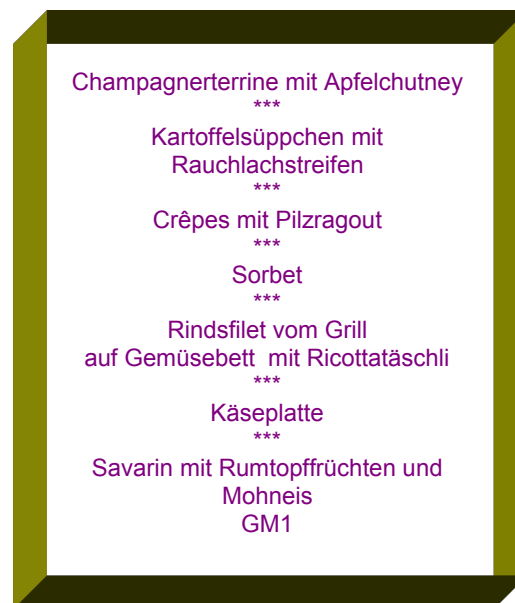 Champagnerterrine mit Apfelchutney
***
Kartoffelsüppchen mit
Rauchlachstreifen
***
Crêpes mit Pilzragout
***
Sorbet
***
Rindsfilet vom Grill
auf Gemüsebett mit Ricottatäschli
***
Käseplatte
***
Savarin mit Rumtopffrüchten und
Mohneis
GM1